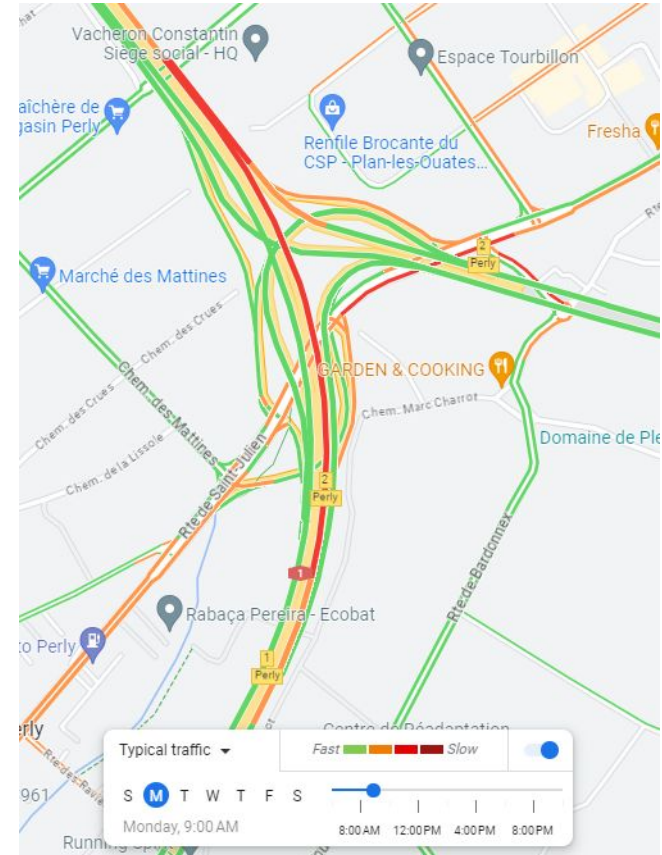 hat
Vacheron Constantin
Siège social - HQ
Espace Tourbillon
aîchère de
gasin Perly
Renfile Brocante du
CSP - Plan-les-Ouates...
Fresha
Rte
2
Perly
Marché des Mattines
Chem. des Crues
Chem. des Crues
GARDEN & COOKING
Chem. Marc Charrot
Chem. des Mattines
Chem. de la Lissole
Domaine de Ple
Rte de Saint-Julien
2
Perly
1
Rte de Bardonnex
Rabaça Pereira - Ecobat
to Perly
1
Perly
erly
Centre de Réadaptation
Rte des Ravie
Typical traffic
Fast
Slow
S M T W T F S
961
Monday, 9:00 AM
8:00 AM 12:00 PM 4:00 PM 8:00 PM
Running